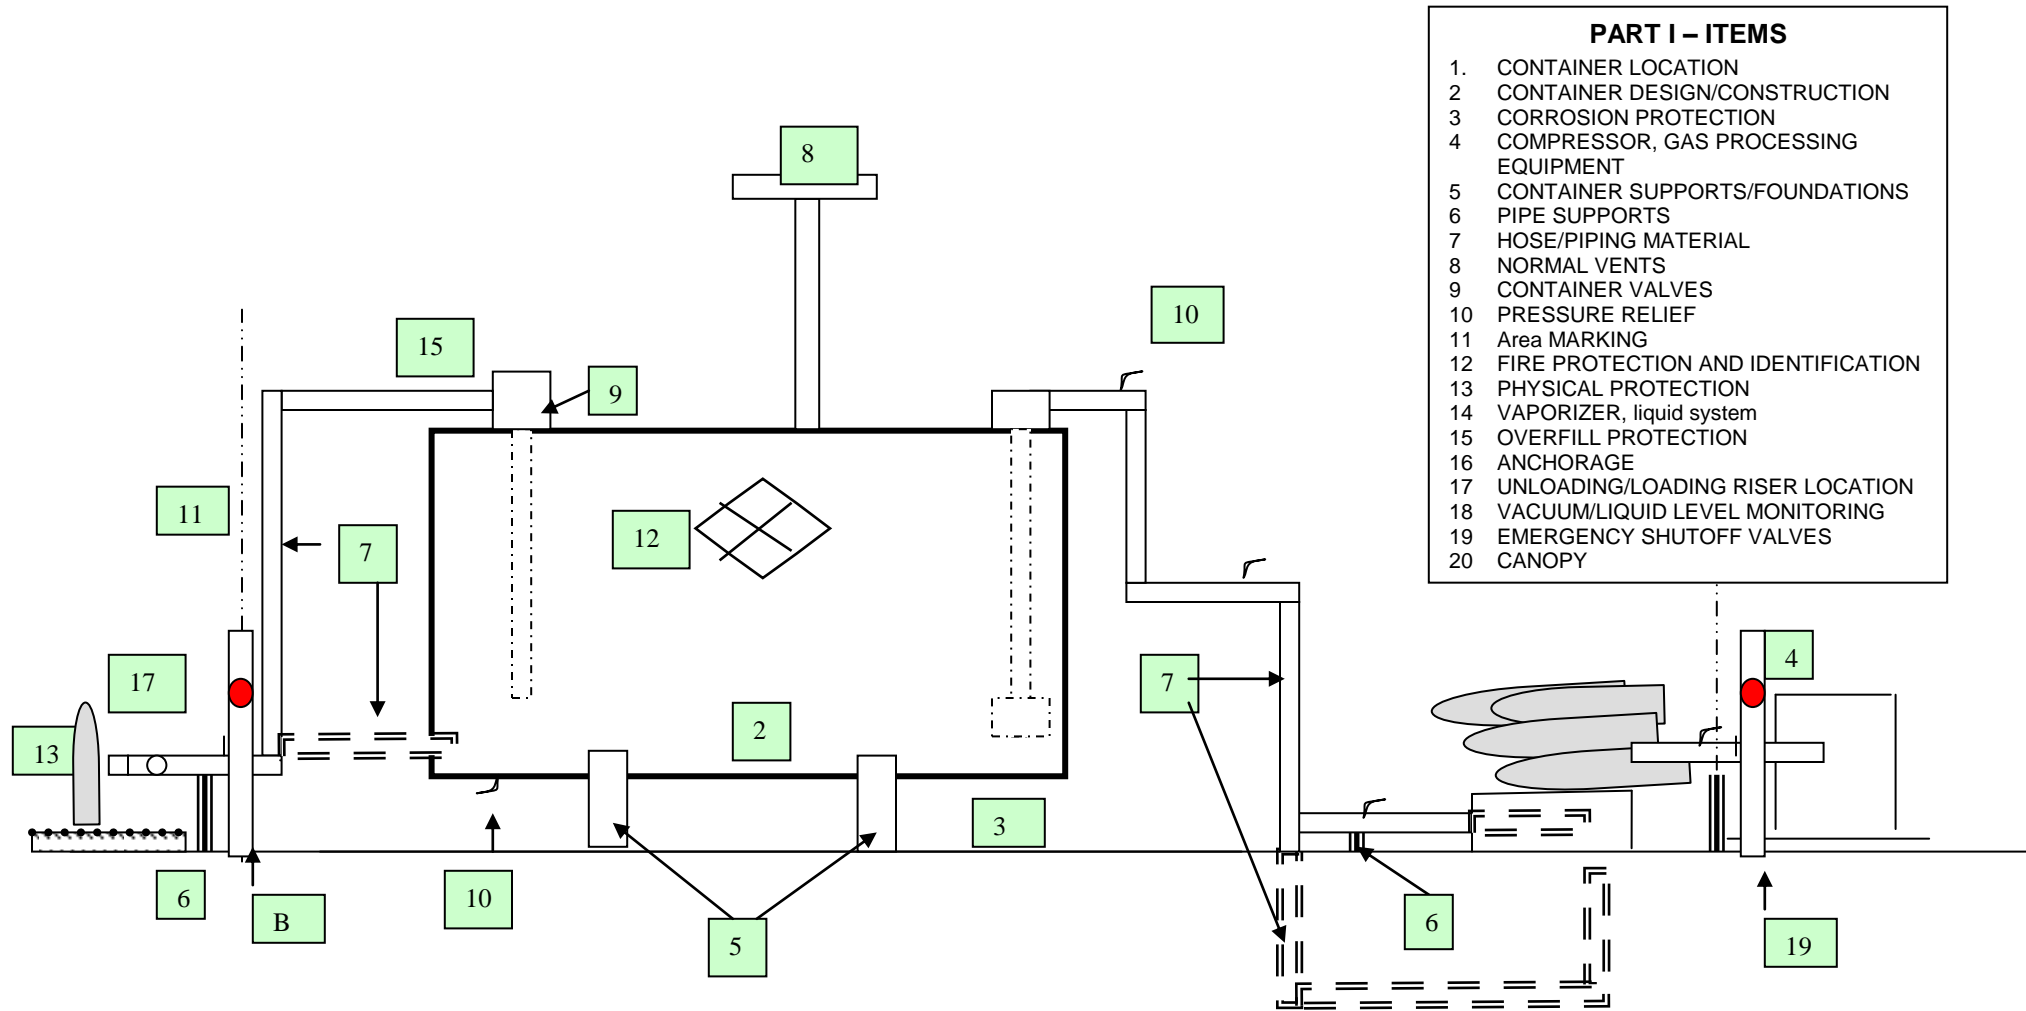 PART I – ITEMS
1. CONTAINER LOCATION
2 CONTAINER DESIGN/CONSTRUCTION
3 CORROSION PROTECTION
4 COMPRESSOR, GAS PROCESSING
EQUIPMENT
5 CONTAINER SUPPORTS/FOUNDATIONS
6 PIPE SUPPORTS
7 HOSE/PIPING MATERIAL
8 NORMAL VENTS
9 CONTAINER VALVES
10 PRESSURE RELIEF
11 Area MARKING
12 FIRE PROTECTION AND IDENTIFICATION
13 PHYSICAL PROTECTION
14 VAPORIZER, liquid system
15 OVERFILL PROTECTION
16 ANCHORAGE
17 UNLOADING/LOADING RISER LOCATION
18 VACUUM/LIQUID LEVEL MONITORING
19 EMERGENCY SHUTOFF VALVES
20 CANOPY
8
10
15
9
11
7
12
17
13
2
7
4
3
6
B
10
5
6
19